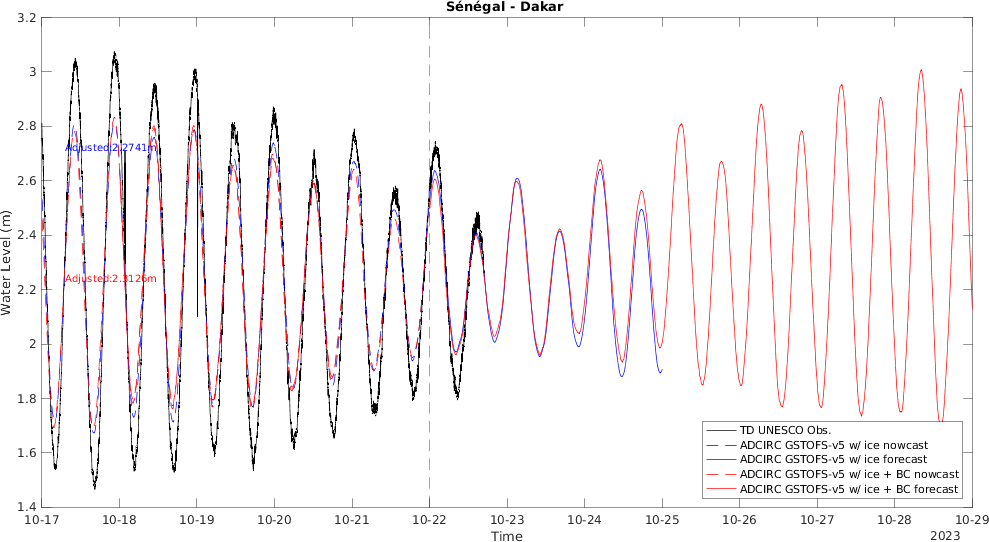 Sénégal - Dakar
3.2
3
2.8
2.6
2.4
2.2
2
1.8
1.6
1.4
Water Level (m)
Adjusted:2.2741m
Adjusted:2.3126m
TD UNESCO Obs.
ADCIRC GSTOFS-v5 w/ ice nowcast
ADCIRC GSTOFS-v5 w/ ice forecast
ADCIRC GSTOFS-v5 w/ ice + BC nowcast
ADCIRC GSTOFS-v5 w/ ice + BC forecast
10-17 10-18 10-19 10-20 10-21 10-22 10-23 10-24 10-25 10-26 10-27 10-28 10-29
Time
2023